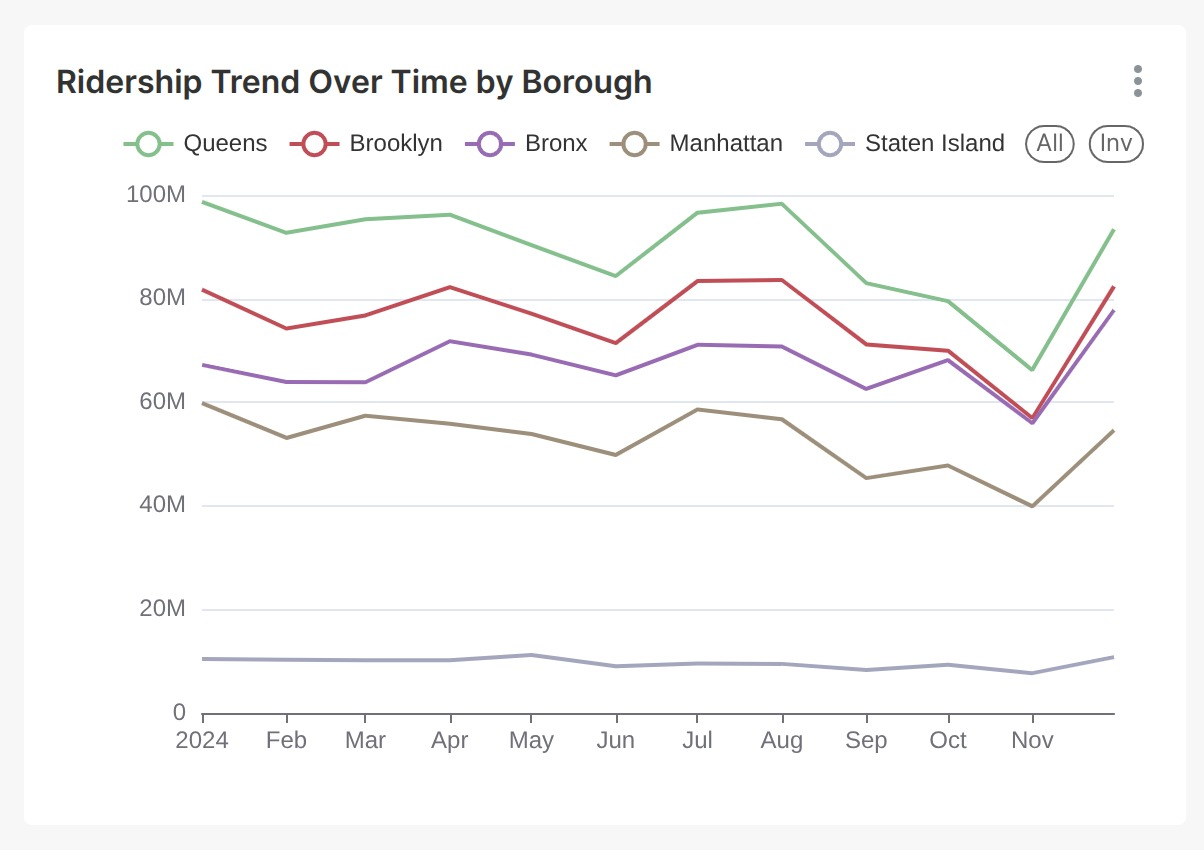 Ridership Trend Over Time by Borough
Queens Brooklyn Bronx Manhattan Staten Island All Inv
100M
80M
60M
40M
20M
0
2024 Feb Mar Apr May Jun Jul Aug Sep Oct Nov